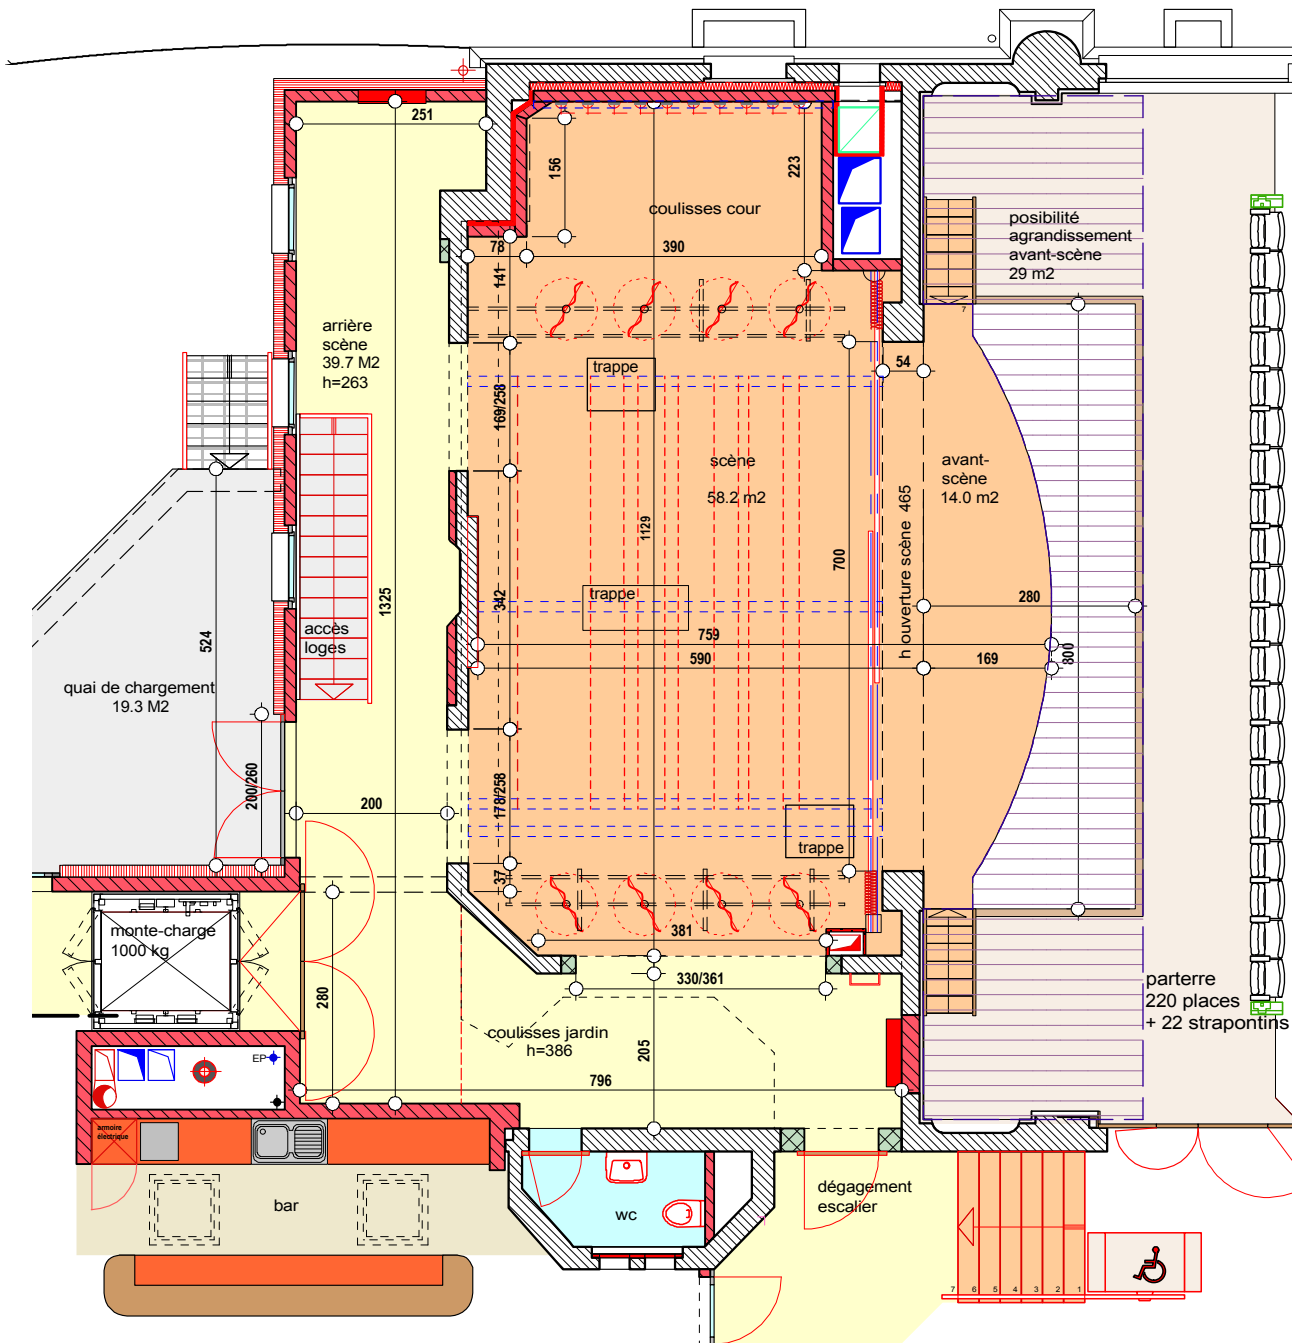 251
156
223
coulisses cour
posibilité
agrandissement
avant-scène
29 m2
78
390
141
7
arrière
scène
39.7 M2
h=263
54
trappe
169/258
scène
58.2 m2
avant-
scène
14.0 m2
h ouverture scène 465
1129
700
1325
342
trappe
280
accès
loges
524
759
590
169
800
quai de chargement
19.3 M2
200/260
200
178/258
trappe
37
monte-charge
1000 kg
381
330/361
280
parterre
220 places
+ 22 strapontins
coulisses jardin
h=386
205
EP
796
armoire
électrique
bar
wc
dégagement
escalier
7
6
5
4
3
2
1